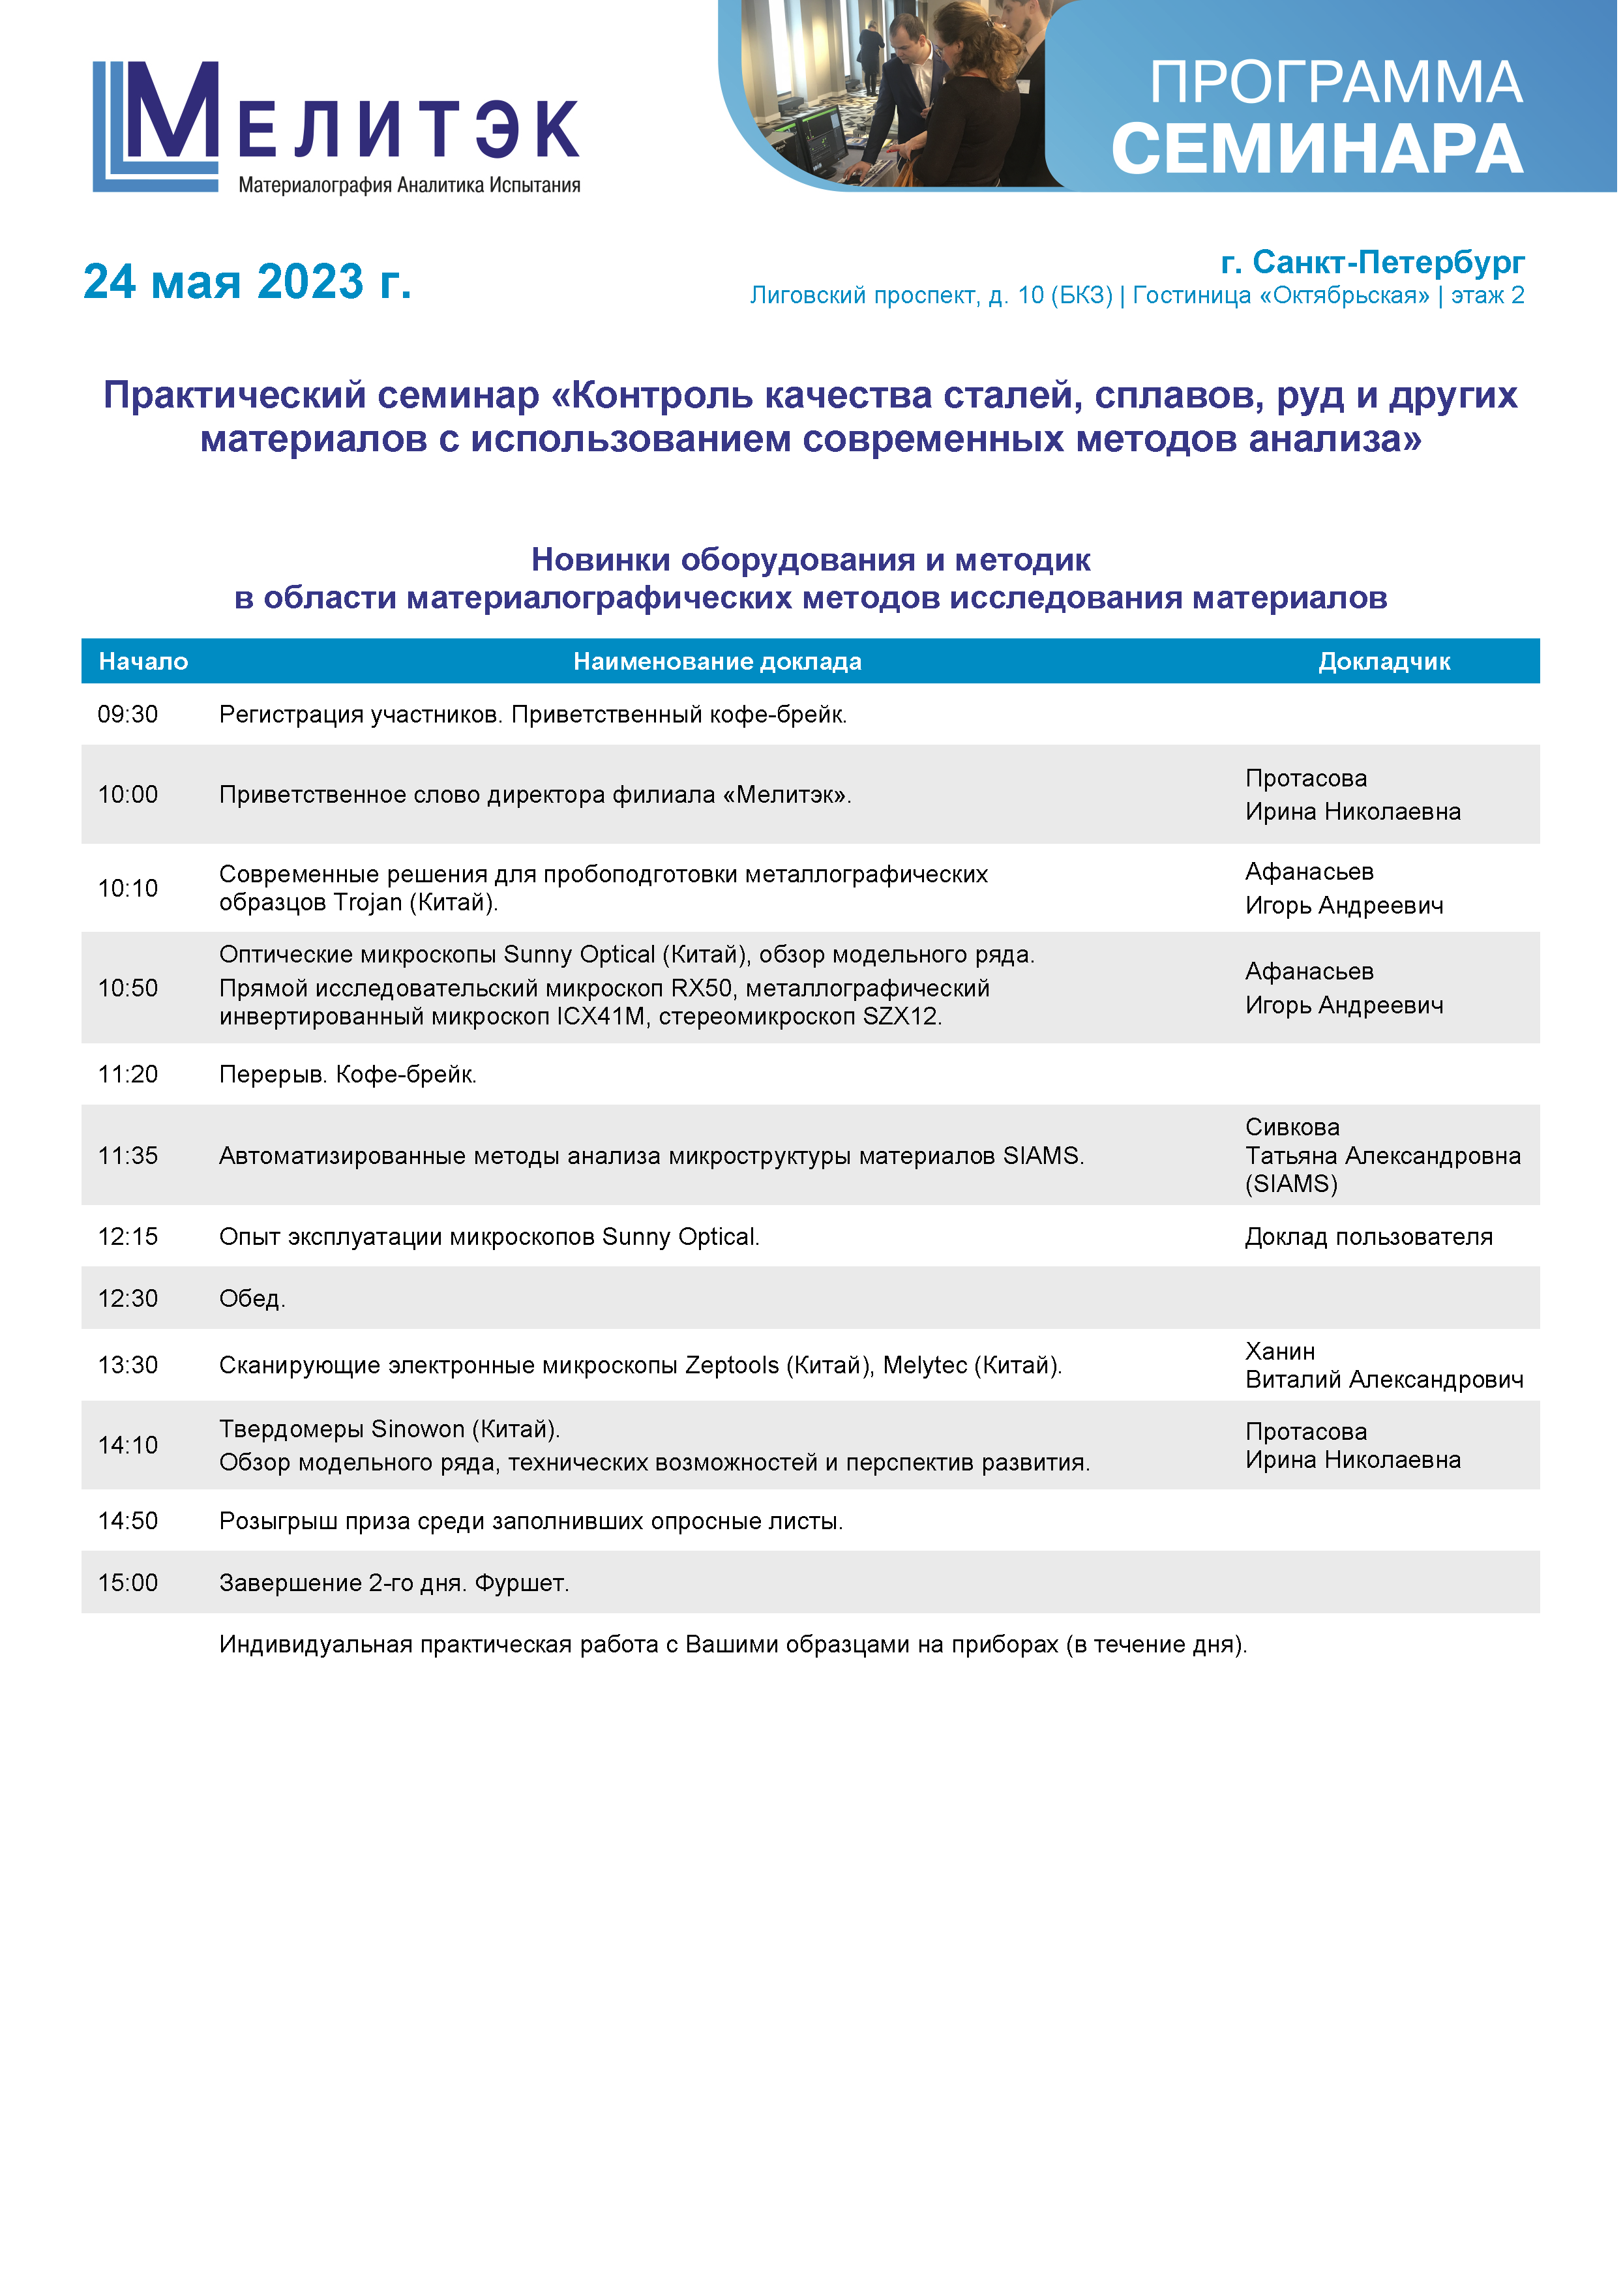 МЕЛИТЭК
Материалография Аналитика Испытания
ПРОГРАММА
СЕМИНАРА
24 мая 2023 г.
г. Санкт-Петербург
Лиговский проспект, д. 10 (БКЗ) | Гостиница «Октябрьская» | этаж 2
Практический семинар «Контроль качества сталей, сплавов, руд и других
материалов с использованием современных методов анализа»
Новинки оборудования и методик
в области материалографических методов исследования материалов
Начало Наименование доклада Докладчик
09:30 Регистрация участников. Приветственный кофе-брейк.
10:00 Приветственное слово директора филиала «Мелитэк».
Протасова
Ирина Николаевна
10:10
Современные решения для пробоподготовки металлографических
образцов Trojan (Китай).
Афанасьев
Игорь Андреевич
10:50
Оптические микроскопы Sunny Optical (Китай), обзор модельного ряда.
Прямой исследовательский микроскоп RX50, металлографический
инвертированный микроскоп ICX41M, стереомикроскоп SZX12.
Афанасьев
Игорь Андреевич
11:20 Перерыв. Кофе-брейк.
11:35 Автоматизированные методы анализа микроструктуры материалов SIAMS.
Сивкова
Татьяна Александровна
(SIAMS)
12:15 Опыт эксплуатации микроскопов Sunny Optical. Доклад пользователя
12:30 Обед.
13:30 Сканирующие электронные микроскопы Zeptools (Китай), Melytec (Китай).
Ханин
Виталий Александрович
14:10
Твердомеры Sinowon (Китай).
Обзор модельного ряда, технических возможностей и перспектив развития.
Протасова
Ирина Николаевна
14:50 Розыгрыш приза среди заполнивших опросные листы.
15:00 Завершение 2-го дня. Фуршет.
Индивидуальная практическая работа с Вашими образцами на приборах (в течение дня).